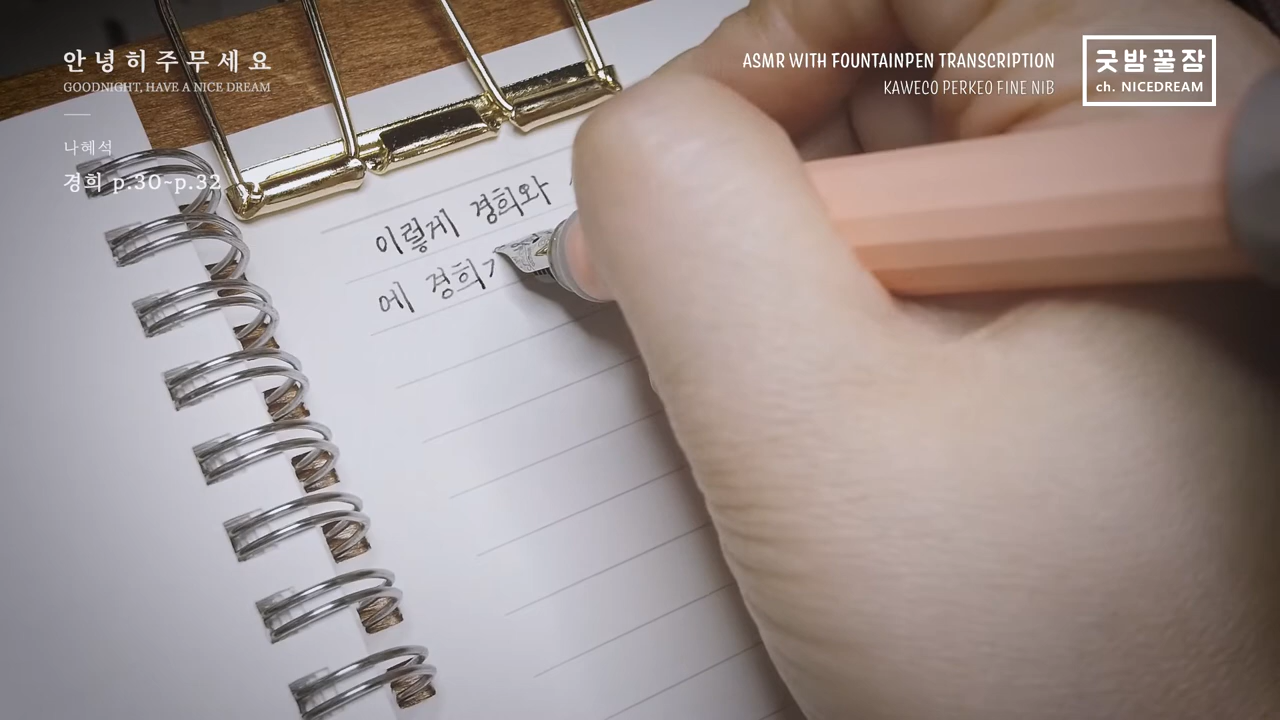 안녕히주무세요
GOODNIGHT, HAVE A NICE DREAM
나혜석
경희 p.30~p.32
ASMR WITH FOUNTAINPEN TRANSCRIPTION
KAWECO PERKEO FINE NIB
굿밤꿀잠
ch. NICEDREAM
이렇게 경희와
에 경희